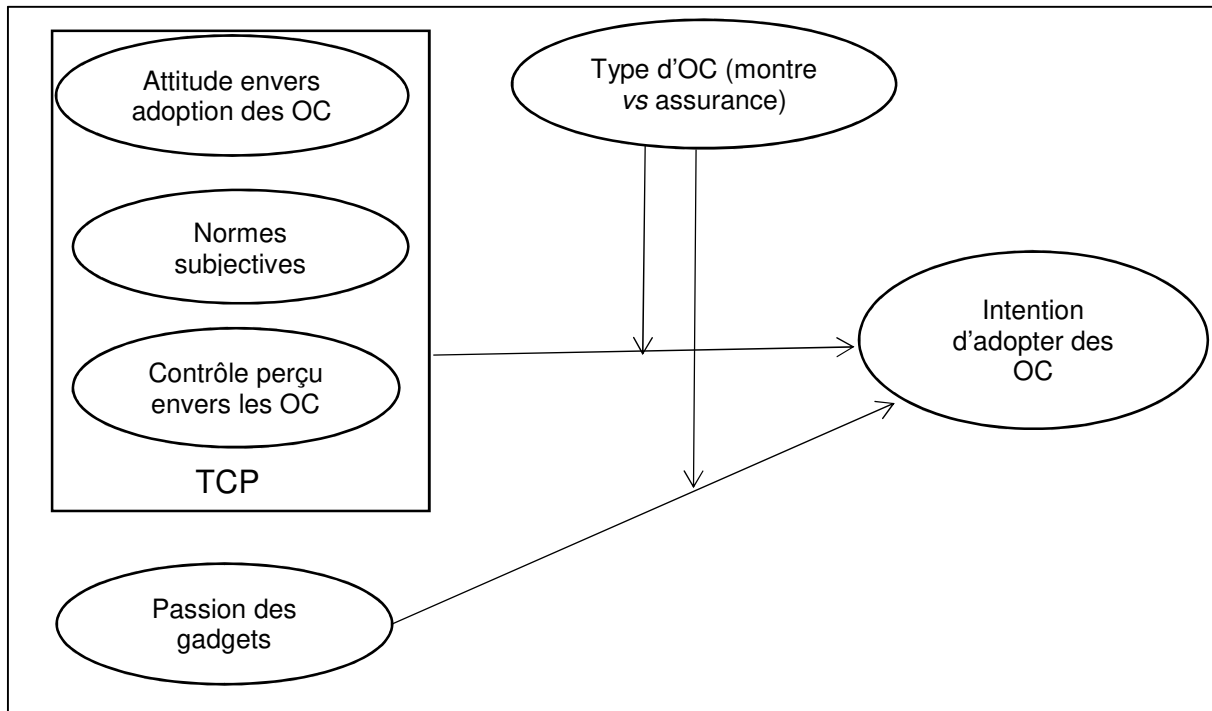 Attitude envers
adoption des OC
Normes
subjectives
Contrôle perçu
envers les OC
TCP
Passion des
gadgets
Type d'OC (montre
vs assurance)
Intention
d'adopter des
OC